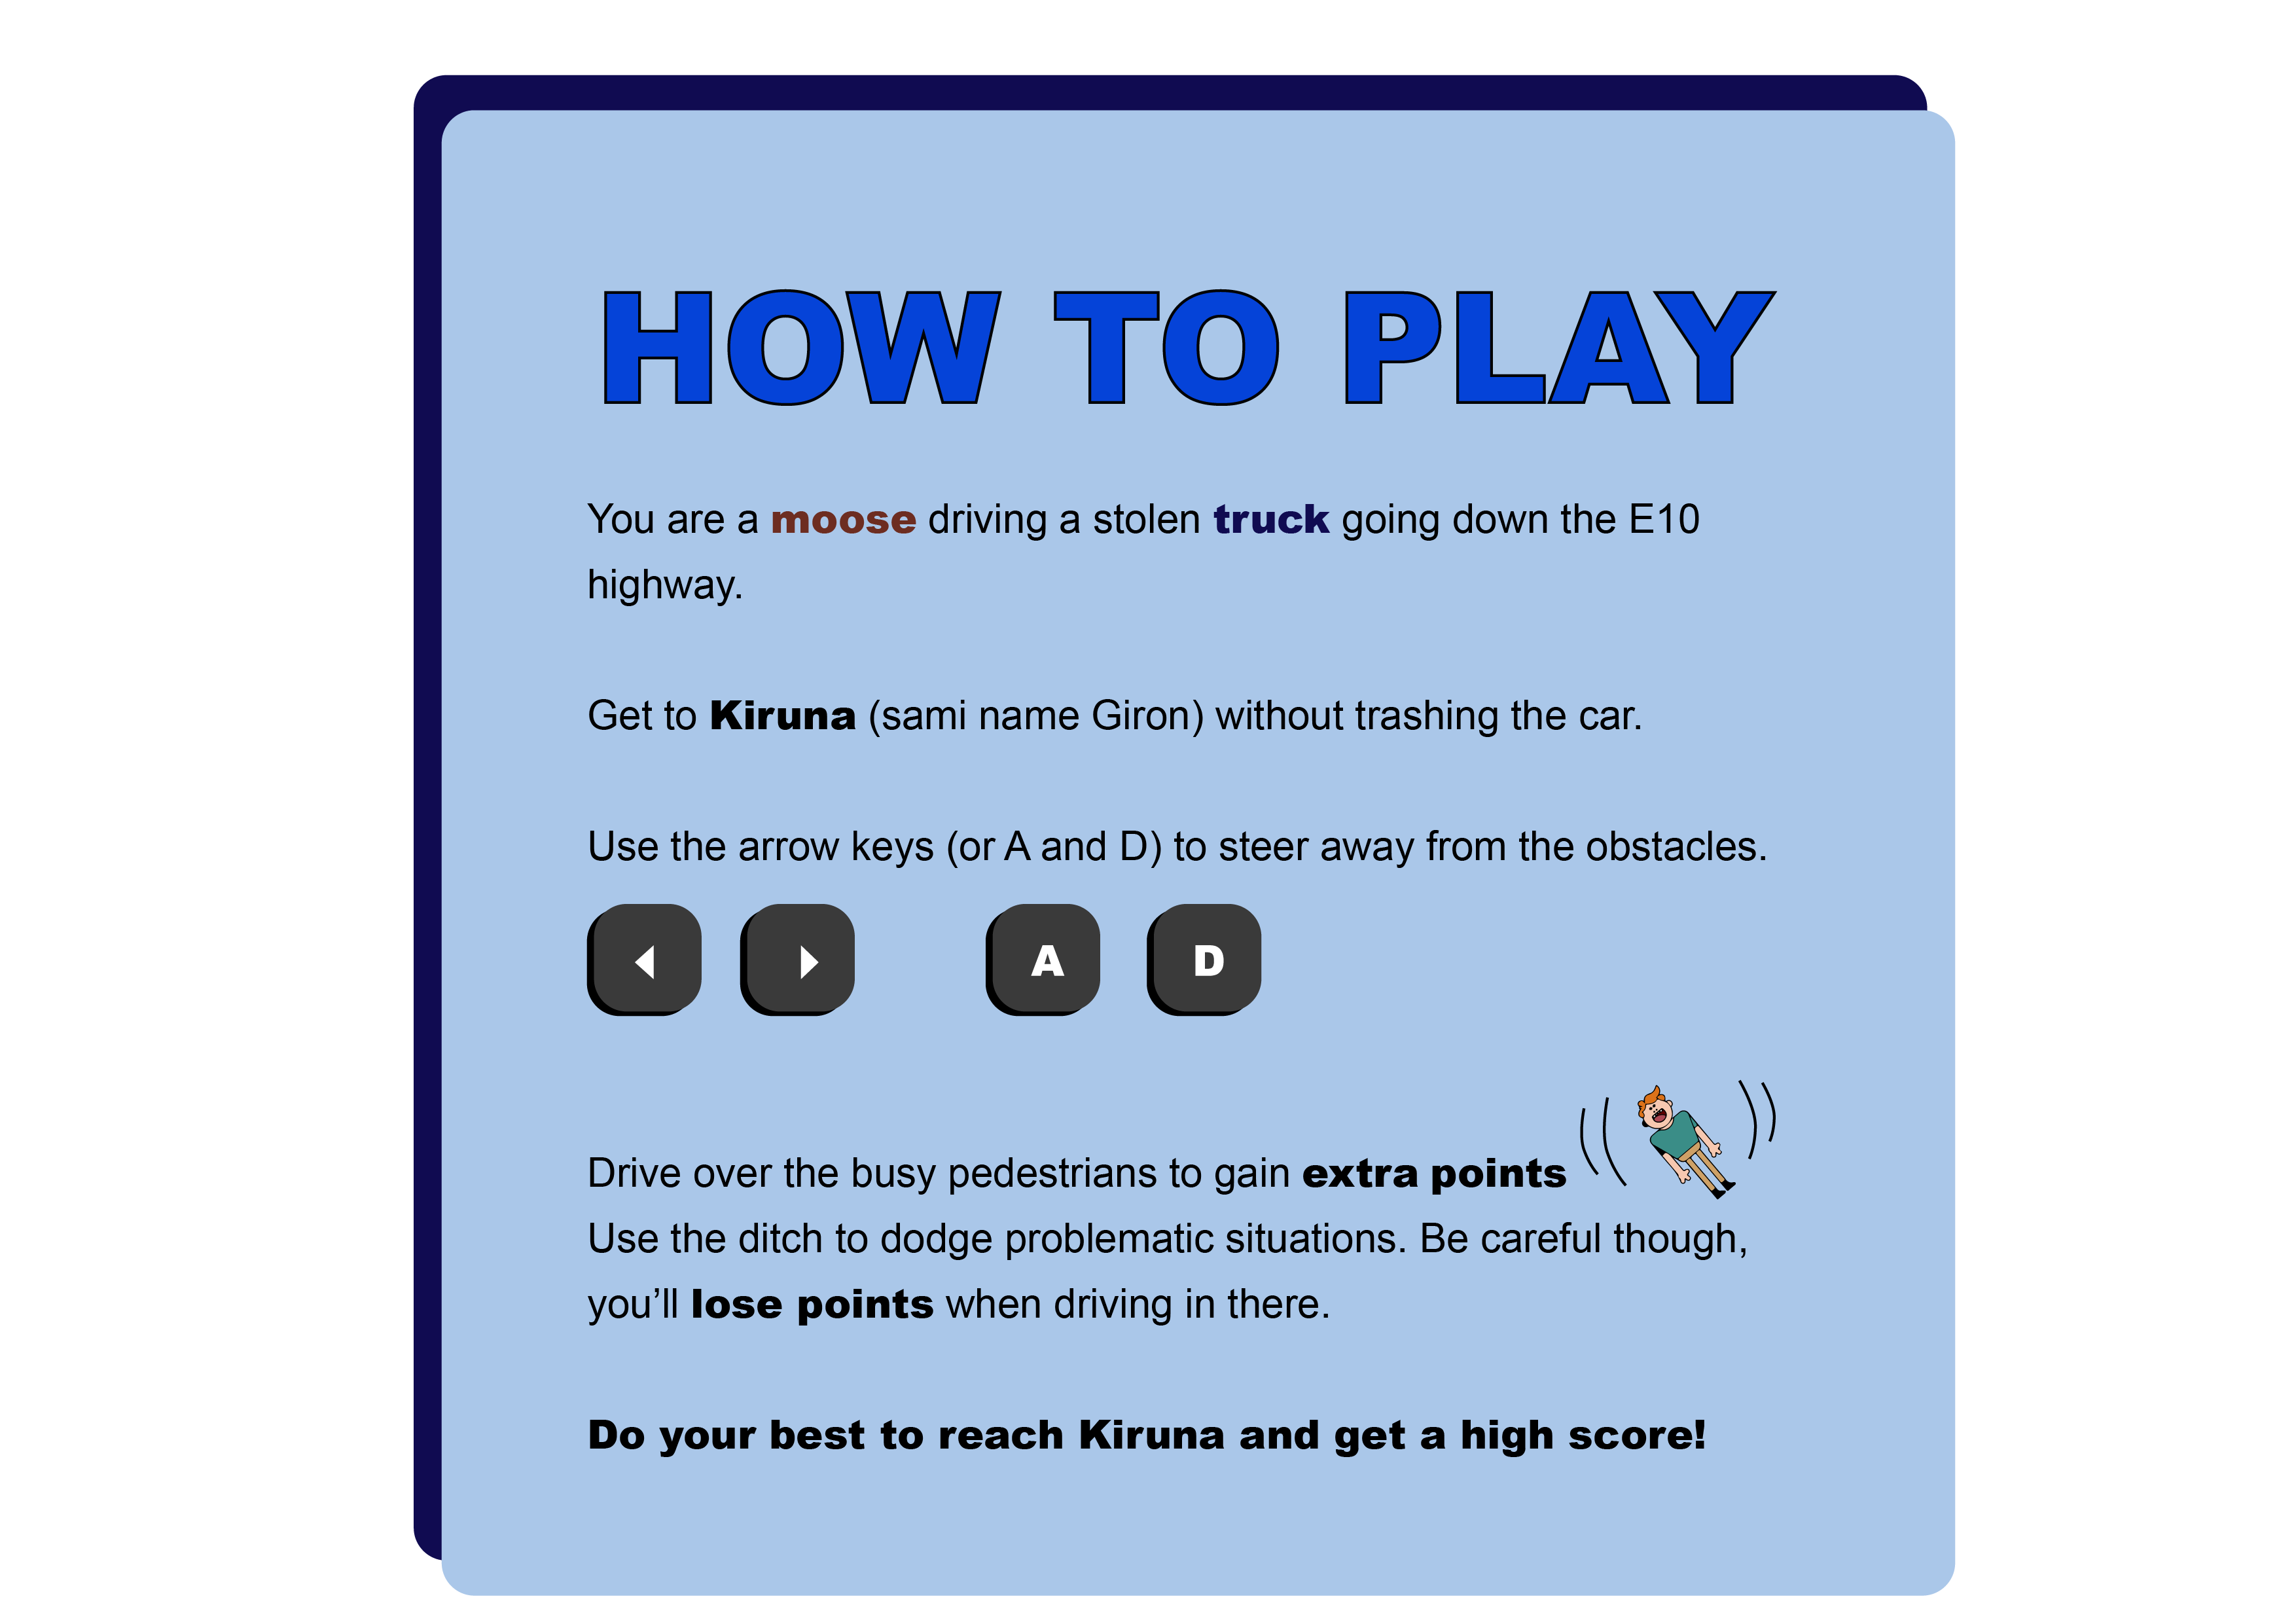 HOW TO PLAY
You are a moose driving a stolen truck going down the E10
highway.
Get to Kiruna (sami name Giron) without trashing the car.
Use the arrow keys (or A and D) to steer away from the obstacles.
A D
Drive over the busy pedestrians to gain extra points
Use the ditch to dodge problematic situations. Be careful though,
you’ll lose points when driving in there.
Do your best to reach Kiruna and get a high score!